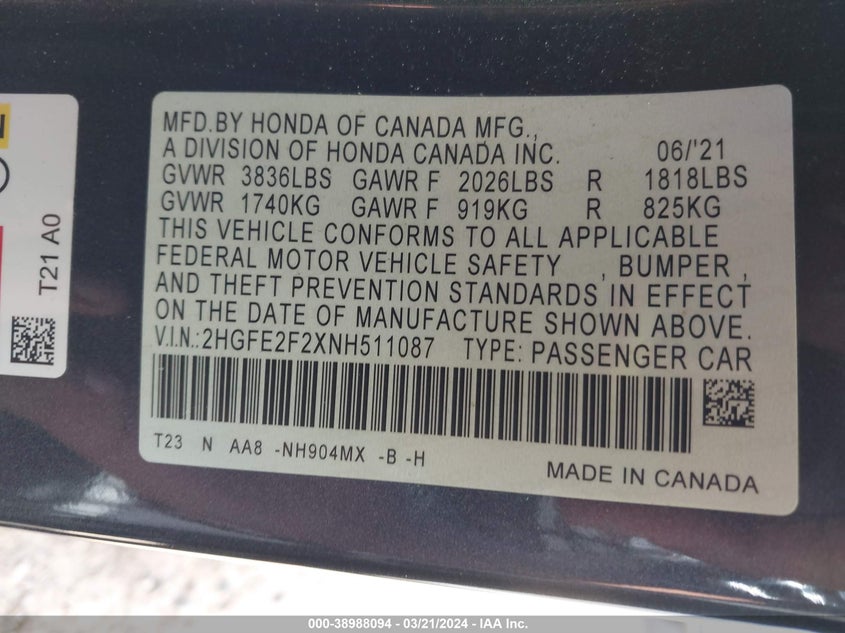 MFD.BY HONDA OF CANADA MFG.,
A DIVISION OF HONDA CANADA INC. 06/'21
GVWR 3836LBS GAWR F 2026LBS R 1818LBS
GVWR 1740KG GAWR F 919KG R 825KG
THIS VEHICLE CONFORMS TO ALL APPLICABLE
FEDERAL MOTOR VEHICLE SAFETY , BUMPER ,
AND THEFT PREVENTION STANDARDS IN EFFECT
ON THE DATE OF MANUFACTURE SHOWN ABOVE.
V.I.N.:2HGFE2F2XNH511087 TYPE: PASSENGER CAR
T23 N AA8 -NH904MX -B -H
MADE IN CANADA
T21 A0
000-38988094 - 03/21/2024 - IAA Inc.